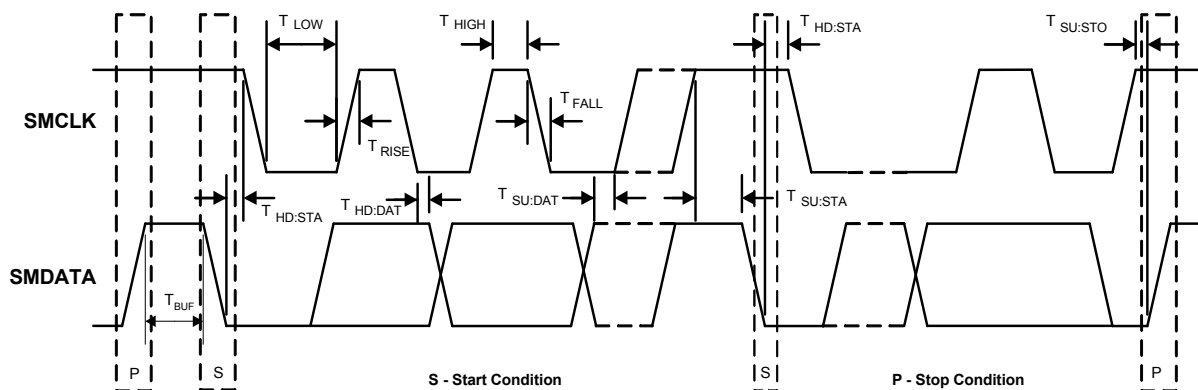 T LOW
T HIGH
T HD:STA
T SU:STO
SMCLK
T FALL
T RISE
T HD:STA
T HD:DAT
T SU:DAT
T SU:STA
SMDATA
T BUF
P
S
S - Start Condition
S
P - Stop Condition
P